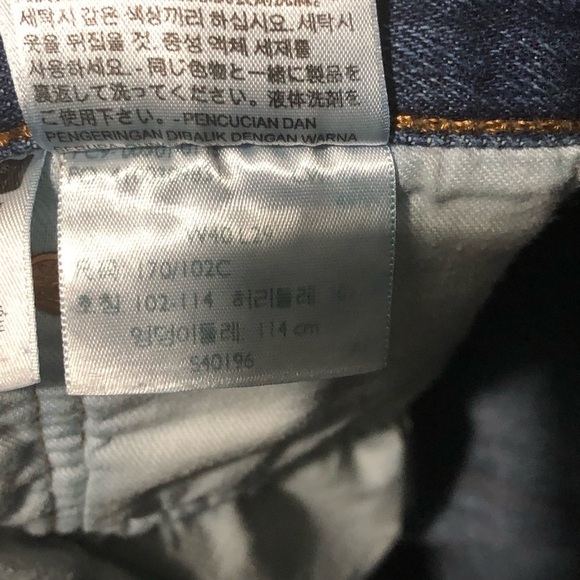 세탁시 같은 색상끼리 하십시요. 세탁시
옷을 뒤집을 것. 중성 액체 세제를
사용하세요. - 同じ色物と一緒に製品を
裏返して洗ってください。液体洗剤を
ご使用下さい。- PENCUCIAN DAN
PENGERINGAN DIBALIK DENGAN WARNA
W40 L29
170/102C
호칭 102-114 허리둘레
엉덩이둘레 114 cm
S40196